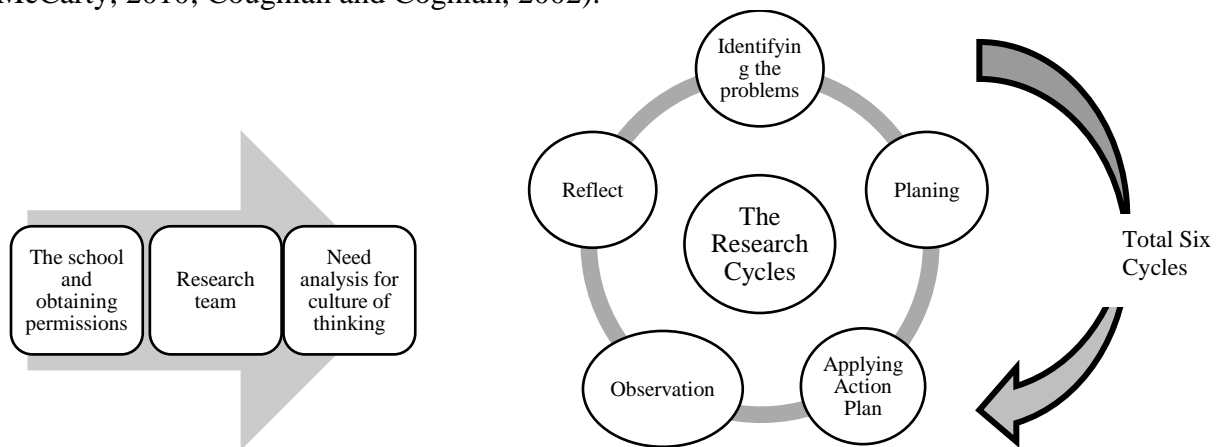 McCarty, 2010; Coughlan and Coghlan, 2002).
Identifyin
g the
problems
Reflect
Planing
The
Research
Cycles
Total Six
Cycles
The school
and
obtaining
permissions
Research
team
Need
analysis for
culture of
thinking
Observation
Applying
Action
Plan